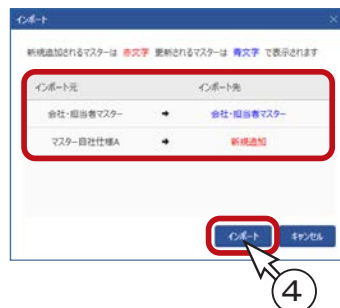 インポート
新規追加されるマスターは 赤文字 更新されるマスターは 青文字 で表示されます
インポート元 インポート先
会社・担当者マスター ➡ 会社・担当者マスター
マスター自社仕様A ➡ 新規追加
インポート キャンセル
4